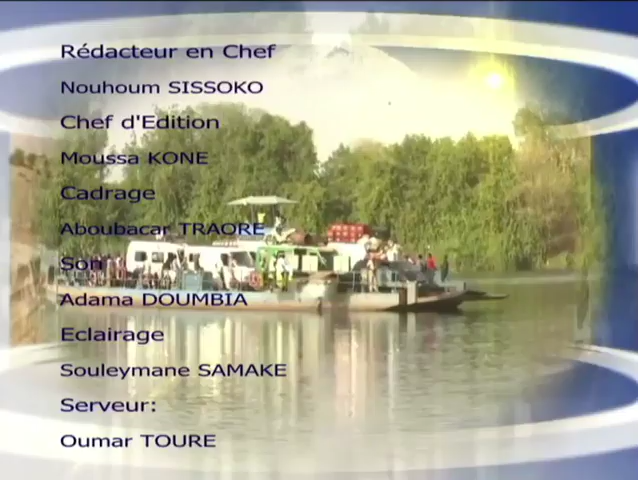 Rédacteur en Chef
Nouhoum SISSOKO
Chef d'Edition
Moussa KONE
Cadrage
Aboubacar TRAORE
Son
Adama DOUMBIA
Eclairage
Souleymane SAMAKE
Serveur:
Oumar TOURE